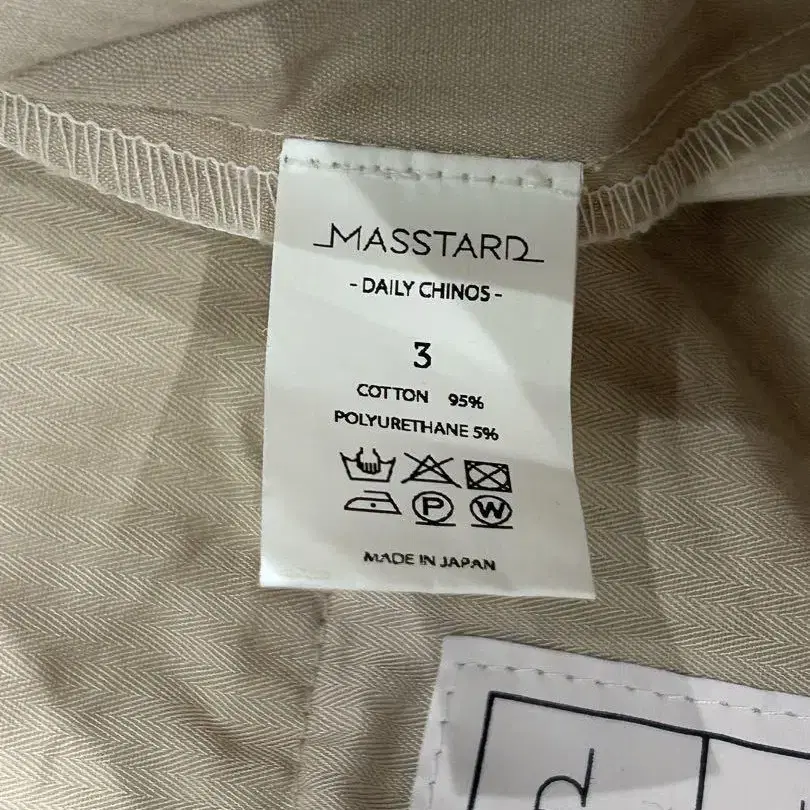 MASSTARD
- DAILY CHINOS -
3
COTTON 95%
POLYURETHANE 5%
P W
MADE IN JAPAN